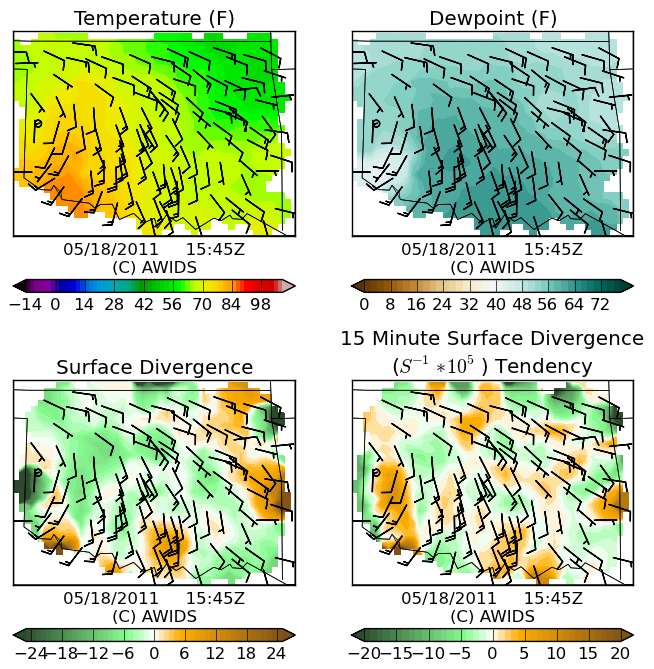 Temperature (F)
Dewpoint (F)
05/18/2011 15:45Z
(C) AWIDS
05/18/2011 15:45Z
(C) AWIDS
−14 0 14 28 42 56 70 84 98
0 8 16 24 32 40 48 56 64 72
Surface Divergence
15 Minute Surface Divergence
(S⁻¹ *10⁵ ) Tendency
05/18/2011 15:45Z
(C) AWIDS
05/18/2011 15:45Z
(C) AWIDS
−24 −18 −12 −6 0 6 12 18 24
−20 −15 −10 −5 0 5 10 15 20